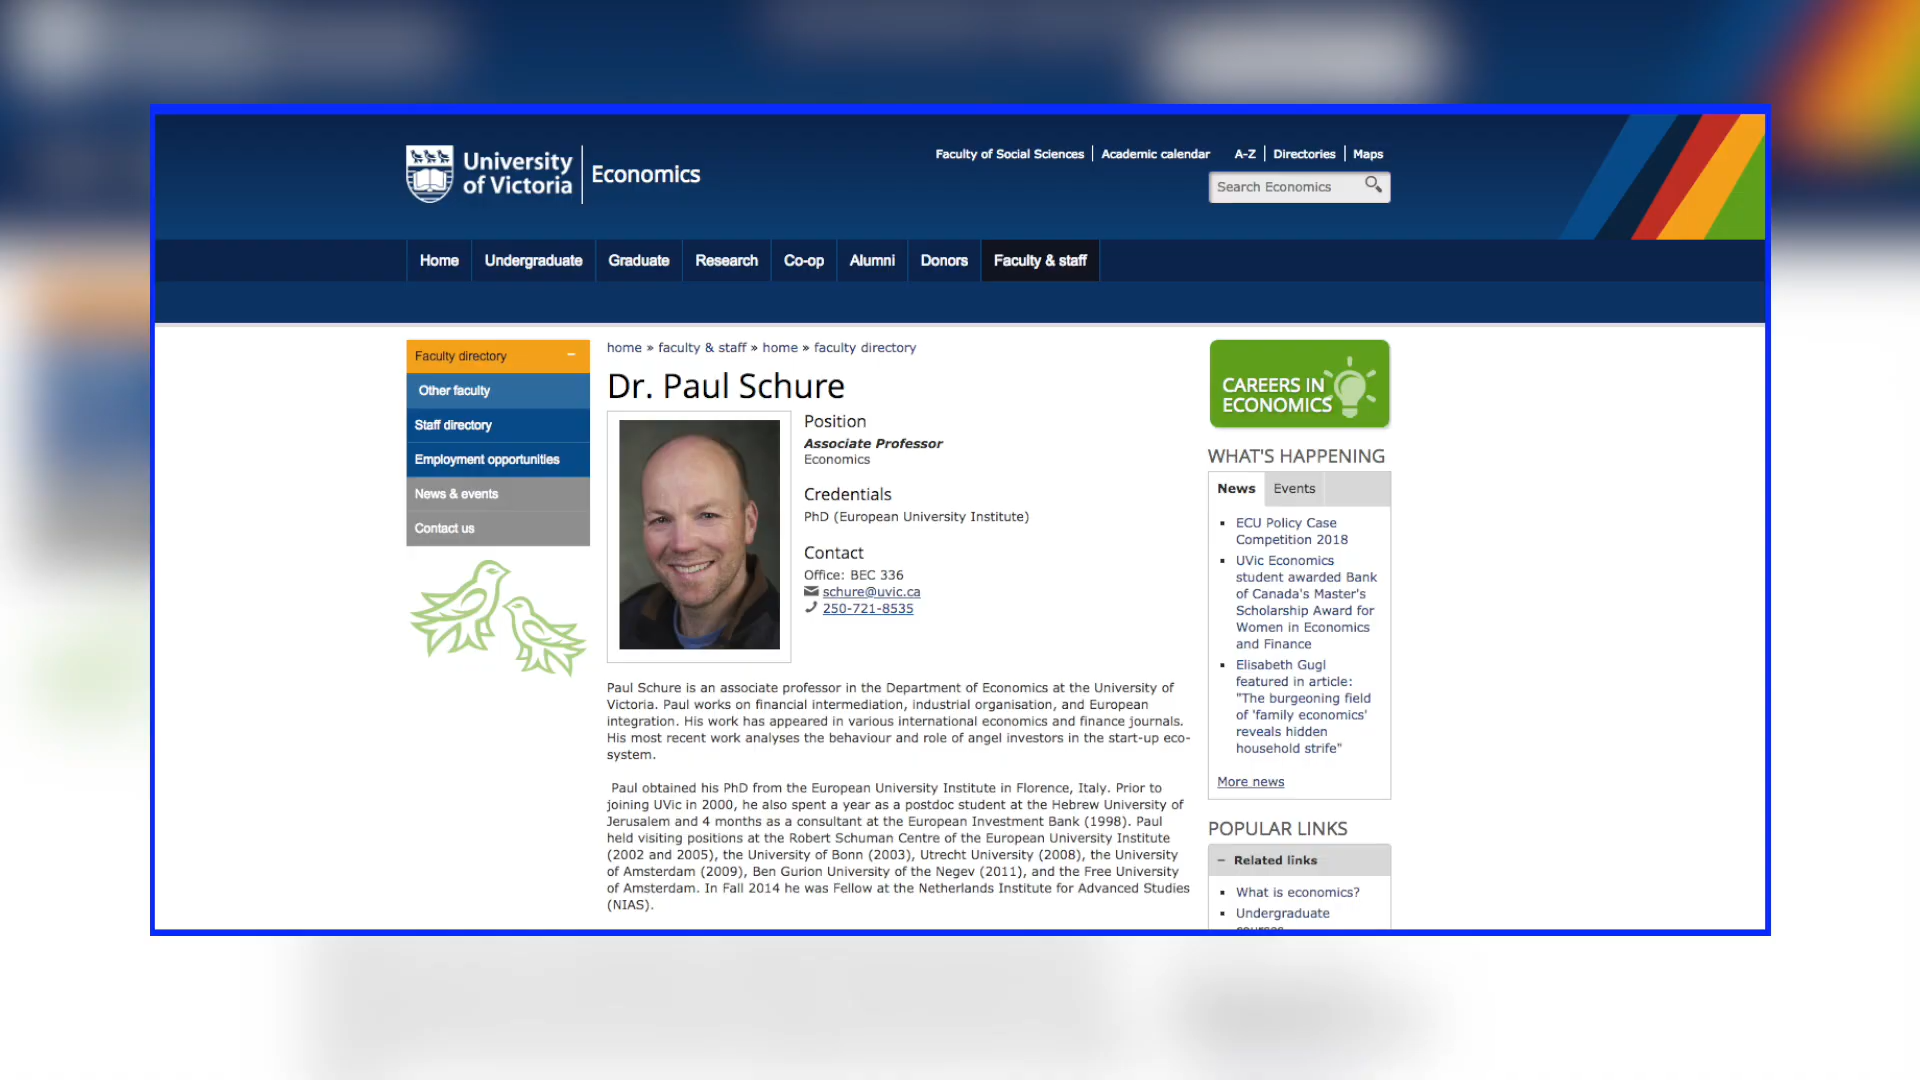 University
of Victoria
Economics
Faculty of Social Sciences
Academic calendar
A-Z
Directories
Maps
Search Economics
Home
Undergraduate
Graduate
Research
Co-op
Alumni
Donors
Faculty & staff
Faculty directory
Other faculty
Staff directory
Employment opportunities
News & events
Contact us
home » faculty & staff » home » faculty directory
Dr. Paul Schure
Position
Associate Professor
Economics
Credentials
PhD (European University Institute)
Contact
Office: BEC 336
schure@uvic.ca
250-721-8535
Paul Schure is an associate professor in the Department of Economics at the University of
Victoria. Paul works on financial intermediation, industrial organisation, and European
integration. His work has appeared in various international economics and finance journals.
His most recent work analyses the behaviour and role of angel investors in the start-up eco-
system.
Paul obtained his PhD from the European University Institute in Florence, Italy. Prior to
joining UVic in 2000, he also spent a year as a postdoc student at the Hebrew University of
Jerusalem and 4 months as a consultant at the European Investment Bank (1998). Paul
held visiting positions at the Robert Schuman Centre of the European University Institute
(2002 and 2005), the University of Bonn (2003), Utrecht University (2008), the University
of Amsterdam (2009), Ben Gurion University of the Negev (2011), and the Free University
of Amsterdam. In Fall 2014 he was Fellow at the Netherlands Institute for Advanced Studies
(NIAS).
CAREERS IN
ECONOMICS
WHAT'S HAPPENING
News
Events
ECU Policy Case
Competition 2018
UVic Economics
student awarded Bank
of Canada's Master's
Scholarship Award for
Women in Economics
and Finance
Elisabeth Gugl
featured in article:
"The burgeoning field
of 'family economics'
reveals hidden
household strife"
More news
POPULAR LINKS
Related links
What is economics?
Undergraduate
courses